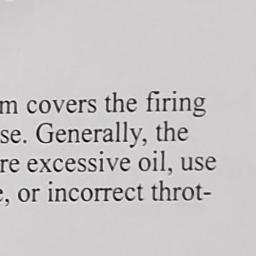 m covers the firing
se. Generally, the
re excessive oil, use
, or incorrect throt-